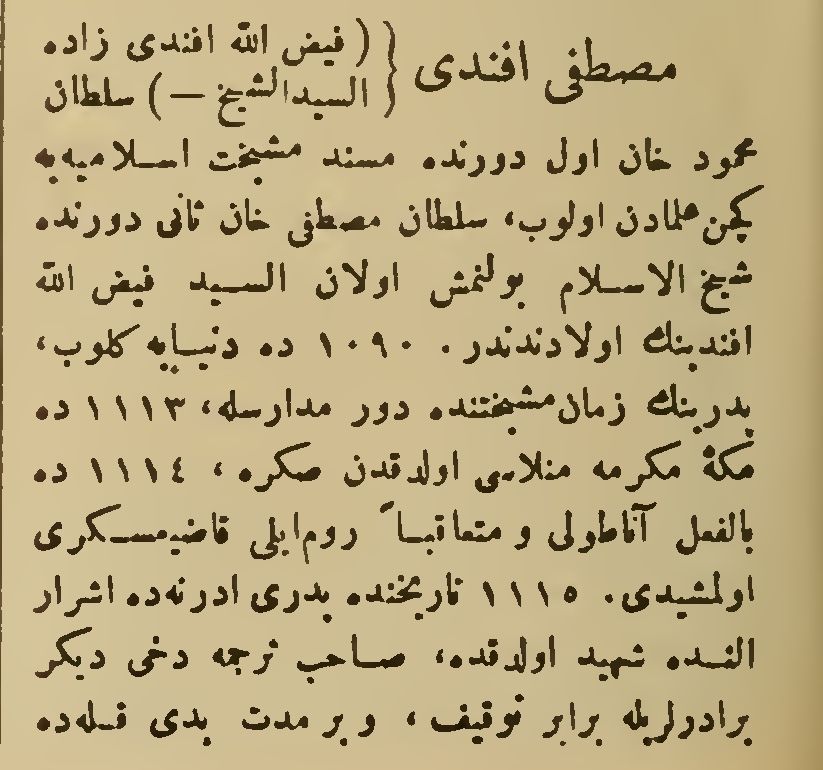 مصطفى افندى { (فيض الله افندى زاده
السيد الشيخ —) سلطان
محمود خان اول دورنده مسند مشيخت اسلاميه‌يه
كچن علمادن اولوب، سلطان مصطفى خان ثانى دورنده
شيخ الاسلام بولنمش اولان السيد فيض الله
افندينك اولادندندر. ١٠٩٠ ده دنيايه كلوب،
پدرينك زمان مشيختنده دور مدارسله، ١١١٣ ده
مكۀ مكرمه منلاسى اولدقدن صكره، ١١١٤ ده
بالفعل آناطولى و متعاقباً روم ايلى قاضيعسكرى
اولمشيدى. ١١١٥ تاريخنده پدرى ادرنه‌ده اشرار
النده شهيد اولدقده، صاحب ترجمه دخى ديكر
برادرلريله برابر توقيف، و بر مدت يدى قله‌ده